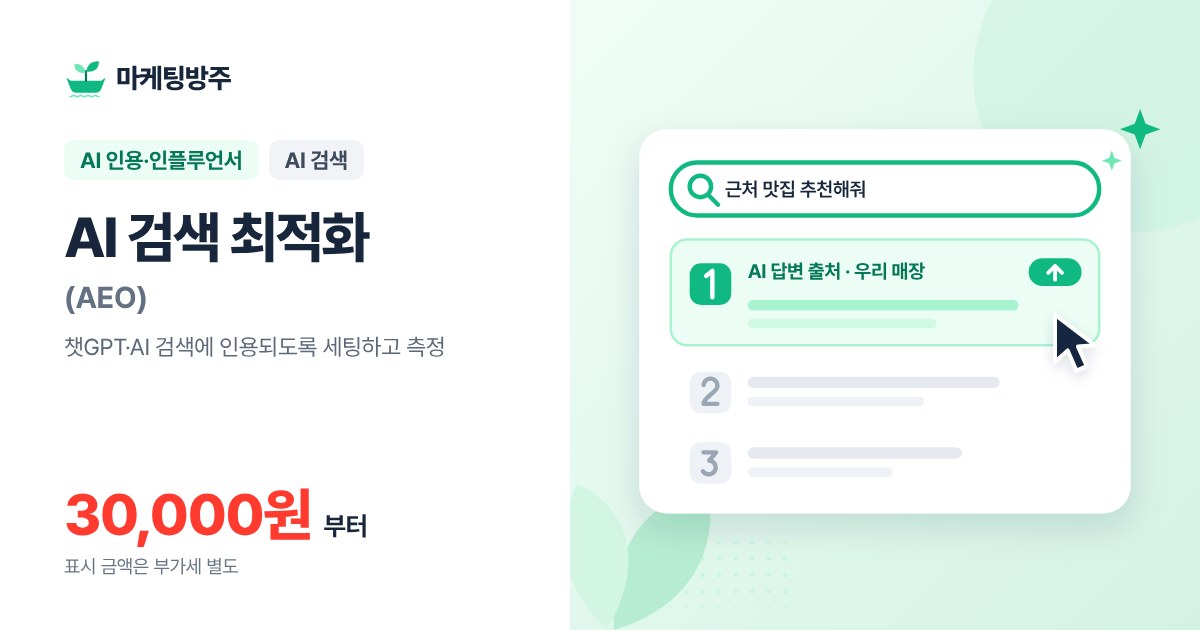 마케팅방주
AI 인용·인플루언서
AI 검색
AI 검색 최적화
(AEO)
챗GPT·AI 검색에 인용되도록 세팅하고 측정
30,000원 부터
표시 금액은 부가세 별도
근처 맛집 추천해줘
1
AI 답변 출처 · 우리 매장
2
3